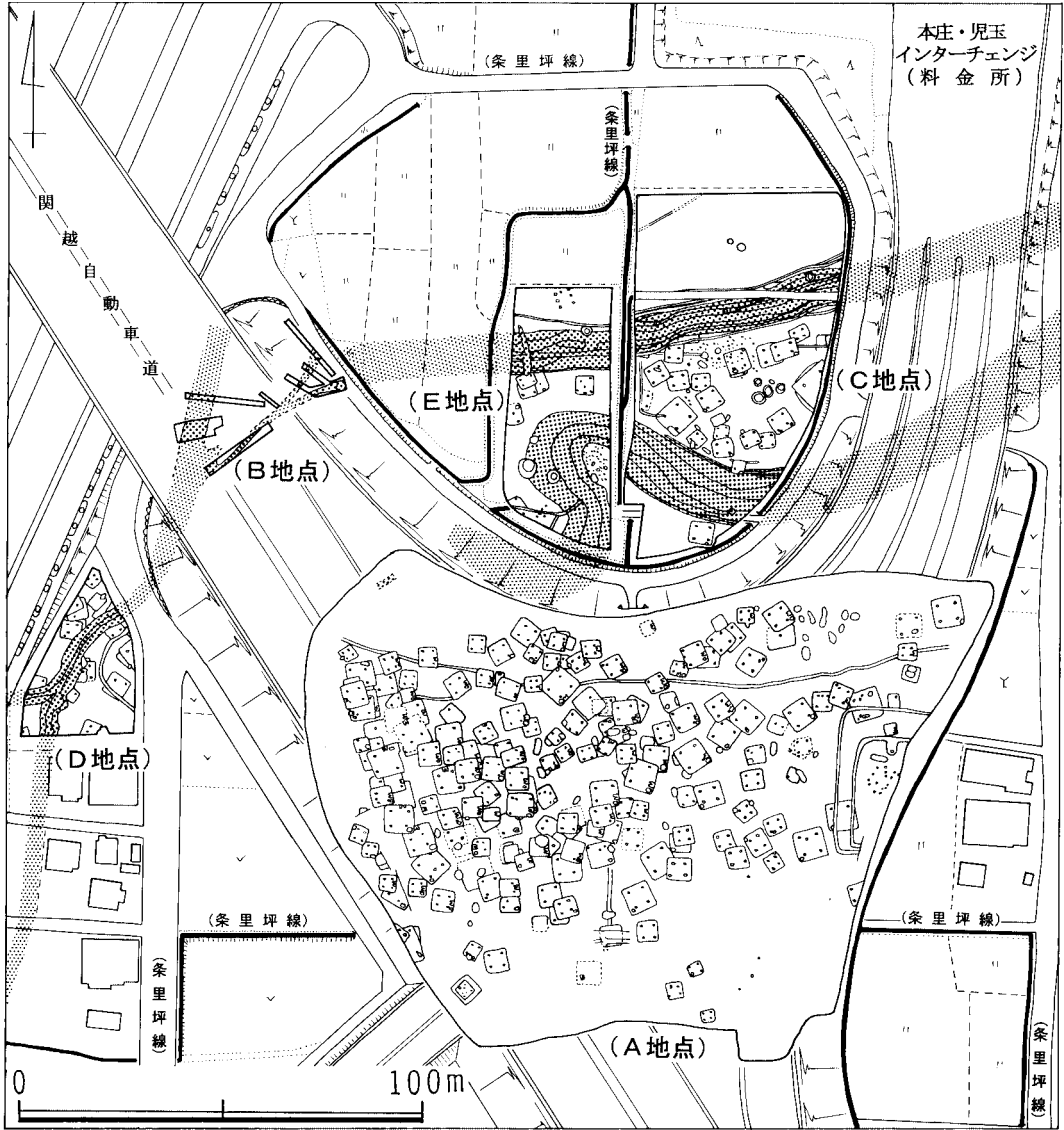 本庄・児玉
インターチェンジ
(料金所)
(条里坪線)
(条里坪線)
関越自動車道
(C地点)
(E地点)
(B地点)
(D地点)
(条里坪線)
(条里坪線)
(条里坪線)
(条里坪線)
(A地点)
0 100m